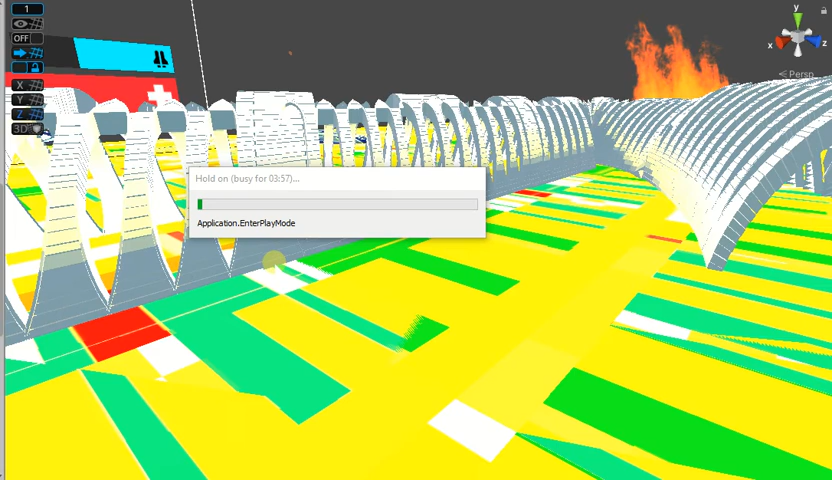 1
y
OFF
x
z
Persp
X
Y
Z
3D
Hold on (busy for 03:57)...
Application.EnterPlayMode